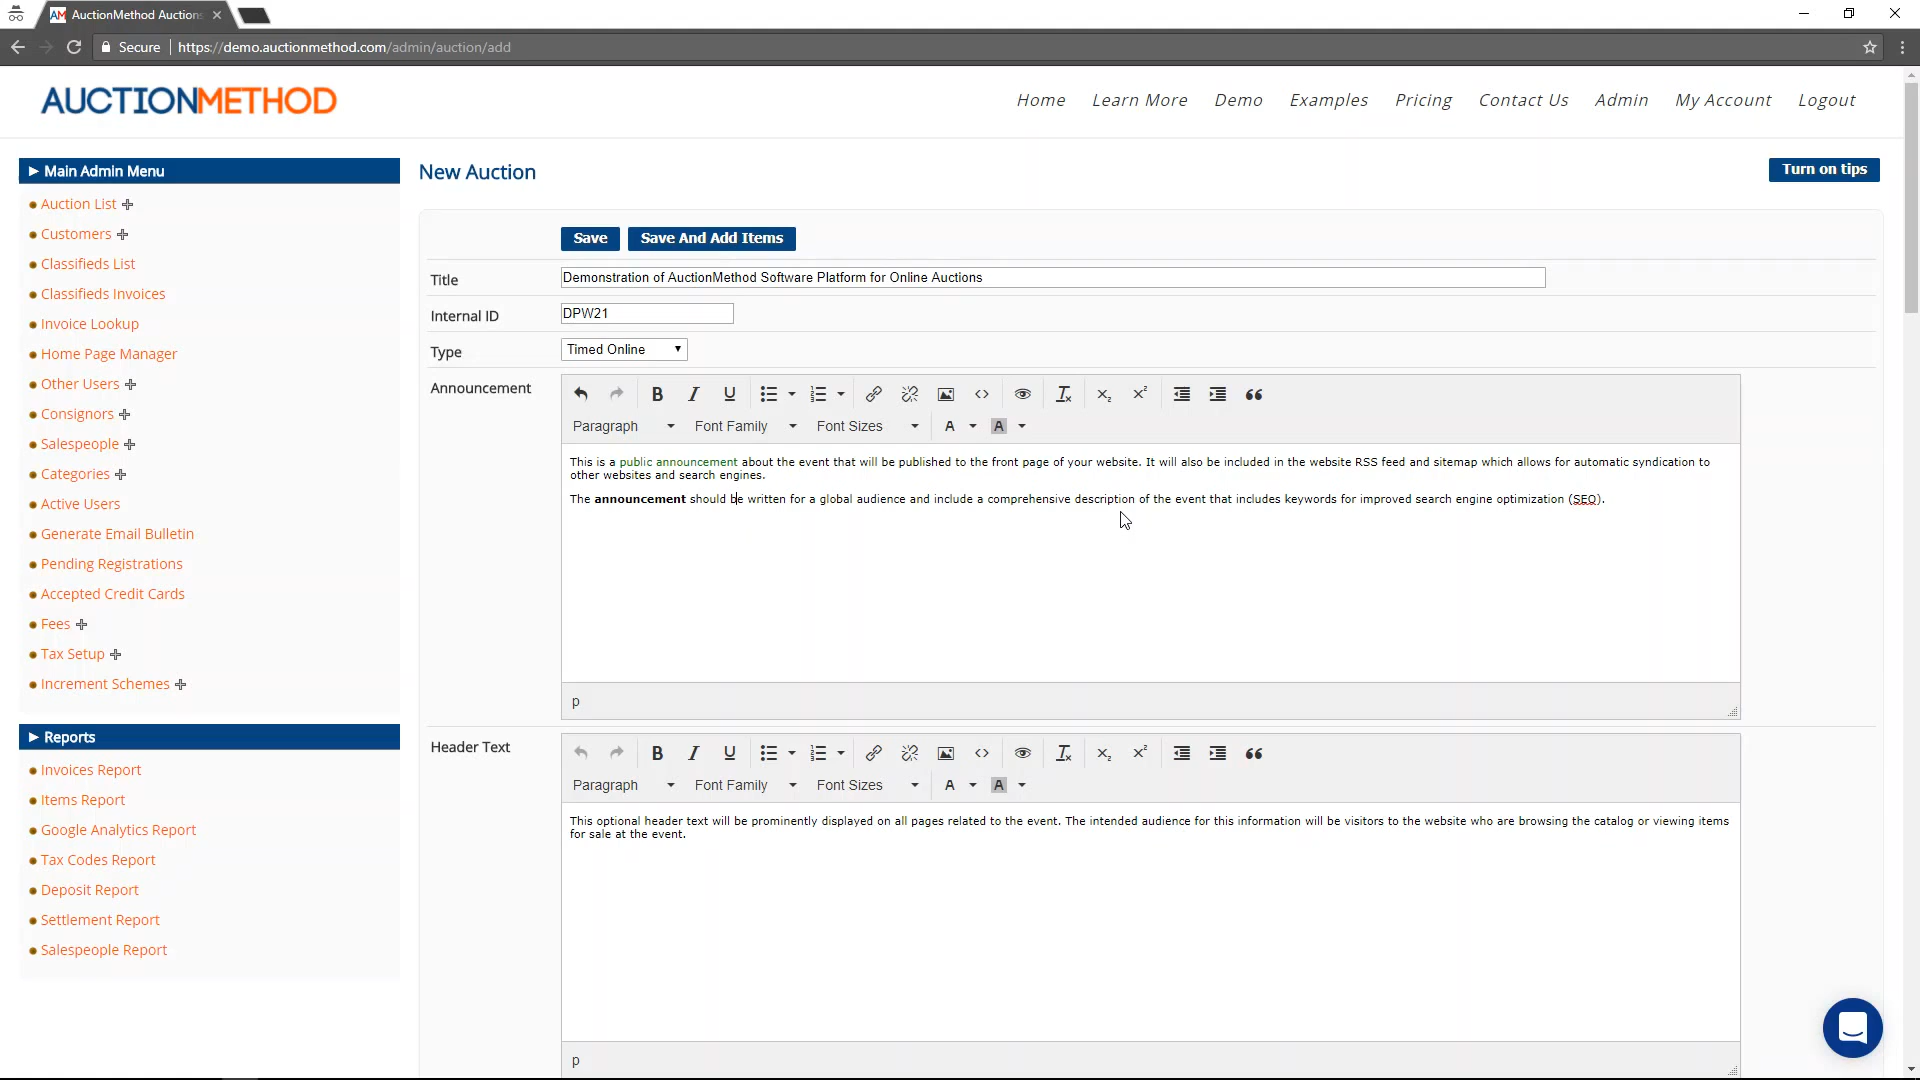 AuctionMethod Auction
Secure https://demo.auctionmethod.com/admin/auction/add
AUCTIONMETHOD
Home Learn More Demo Examples Pricing Contact Us Admin My Account Logout
Main Admin Menu
Auction List
Customers
Classifieds List
Classifieds Invoices
Invoice Lookup
Home Page Manager
Other Users
Consignors
Salespeople
Categories
Active Users
Generate Email Bulletin
Pending Registrations
Accepted Credit Cards
Fees
Tax Setup
Increment Schemes
Reports
Invoices Report
Items Report
Google Analytics Report
Tax Codes Report
Deposit Report
Settlement Report
Salespeople Report
New Auction
Turn on tips
Save Save And Add Items
Title Demonstration of AuctionMethod Software Platform for Online Auctions
Internal ID DPW21
Type Timed Online
Announcement
Paragraph Font Family Font Sizes A A
This is a public announcement about the event that will be published to the front page of your website. It will also be included in the website RSS feed and sitemap which allows for automatic syndication to
other websites and search engines.
The announcement should be written for a global audience and include a comprehensive description of the event that includes keywords for improved search engine optimization (SEO).
p
Header Text
Paragraph Font Family Font Sizes A A
This optional header text will be prominently displayed on all pages related to the event. The intended audience for this information will be visitors to the website who are browsing the catalog or viewing items
for sale at the event.
p